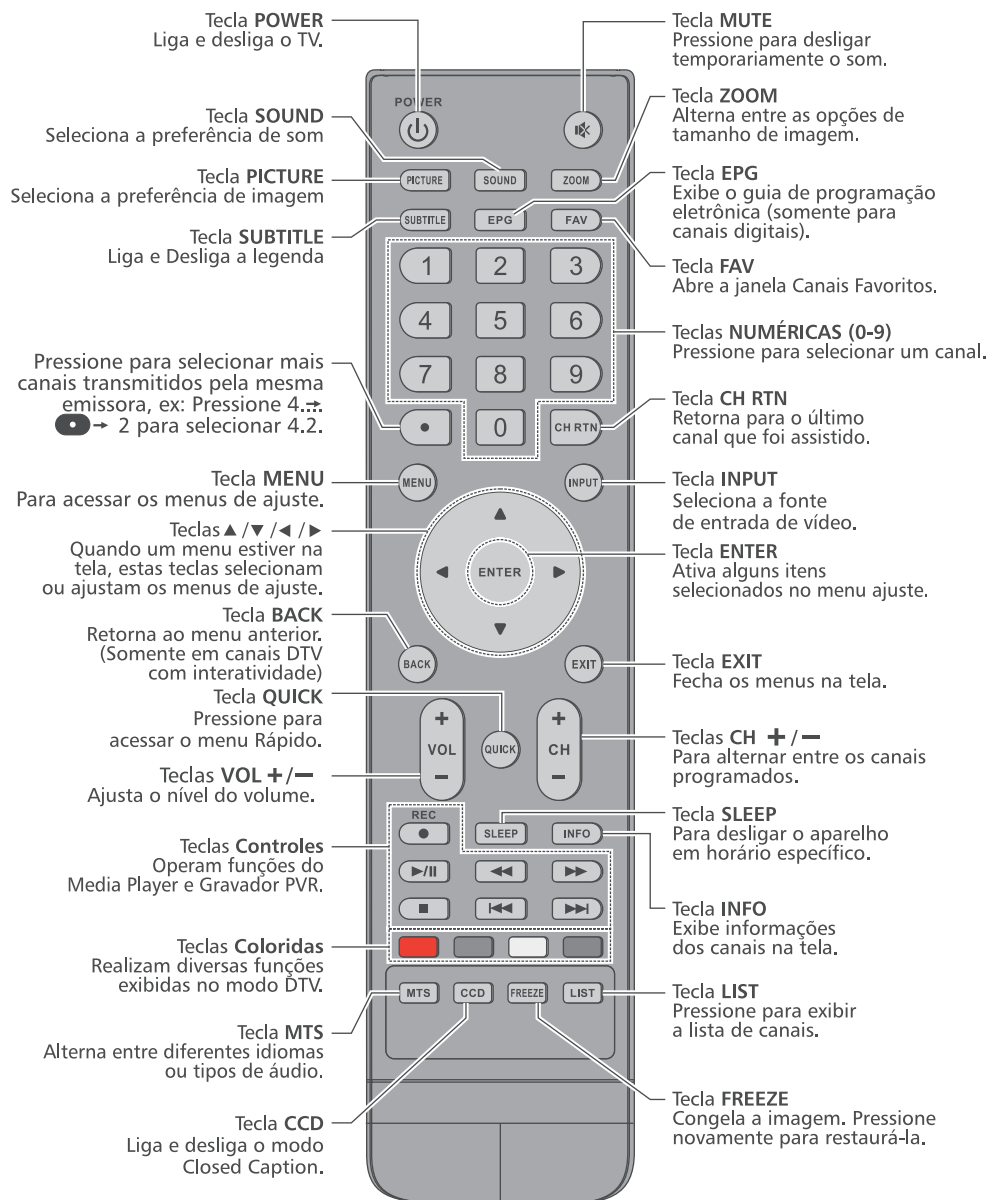 Tecla POWER
Liga e desliga o TV.
Tecla SOUND
Seleciona a preferência de som
Tecla PICTURE
Seleciona a preferência de imagem
Tecla SUBTITLE
Liga e Desliga a legenda
Pressione para selecionar mais
canais transmitidos pela mesma
emissora, ex: Pressione 4..→
• → 2 para selecionar 4.2.
Tecla MENU
Para acessar os menus de ajuste.
Teclas ▲ /▼ /◄ /►
Quando um menu estiver na
tela, estas teclas selecionam
ou ajustam os menus de ajuste.
Tecla BACK
Retorna ao menu anterior.
(Somente em canais DTV
com interatividade)
Tecla QUICK
Pressione para
acessar o menu Rápido.
Teclas VOL +/−
Ajusta o nível do volume.
Teclas Controles
Operam funções do
Media Player e Gravador PVR.
Teclas Coloridas
Realizam diversas funções
exibidas no modo DTV.
Tecla MTS
Alterna entre diferentes idiomas
ou tipos de áudio.
Tecla CCD
Liga e desliga o modo
Closed Caption.
POWER
PICTURE SOUND ZOOM
SUBTITLE EPG FAV
1 2 3
4 5 6
7 8 9
• 0 CH RTN
MENU INPUT
ENTER
BACK EXIT
+ +
VOL QUICK CH
− −
REC
SLEEP INFO
MTS CCD FREEZE LIST
Tecla MUTE
Pressione para desligar
temporariamente o som.
Tecla ZOOM
Alterna entre as opções de
tamanho de imagem.
Tecla EPG
Exibe o guia de programação
eletrônica (somente para
canais digitais).
Tecla FAV
Abre a janela Canais Favoritos.
Teclas NUMÉRICAS (0-9)
Pressione para selecionar um canal.
Tecla CH RTN
Retorna para o último
canal que foi assistido.
Tecla INPUT
Seleciona a fonte
de entrada de vídeo.
Tecla ENTER
Ativa alguns itens
selecionados no menu ajuste.
Tecla EXIT
Fecha os menus na tela.
Teclas CH +/−
Para alternar entre os canais
programados.
Tecla SLEEP
Para desligar o aparelho
em horário específico.
Tecla INFO
Exibe informações
dos canais na tela.
Tecla LIST
Pressione para exibir
a lista de canais.
Tecla FREEZE
Congela a imagem. Pressione
novamente para restaurá-la.